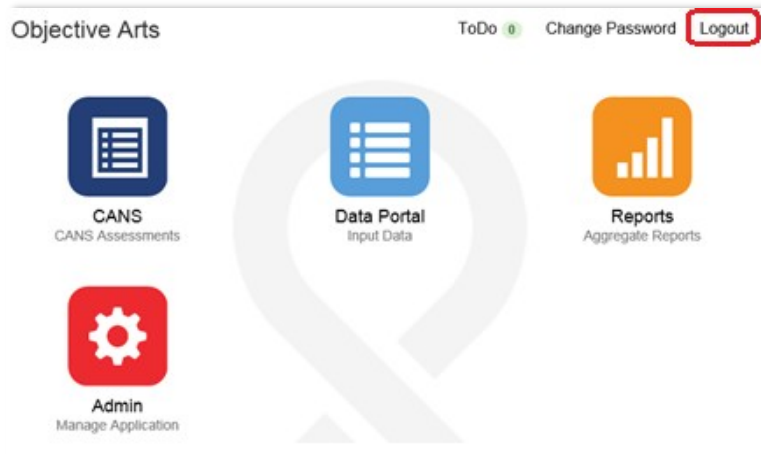 Objective Arts ToDo 0 Change Password Logout
CANS Data Portal Reports
CANS Assessments Input Data Aggregate Reports
Admin
Manage Application